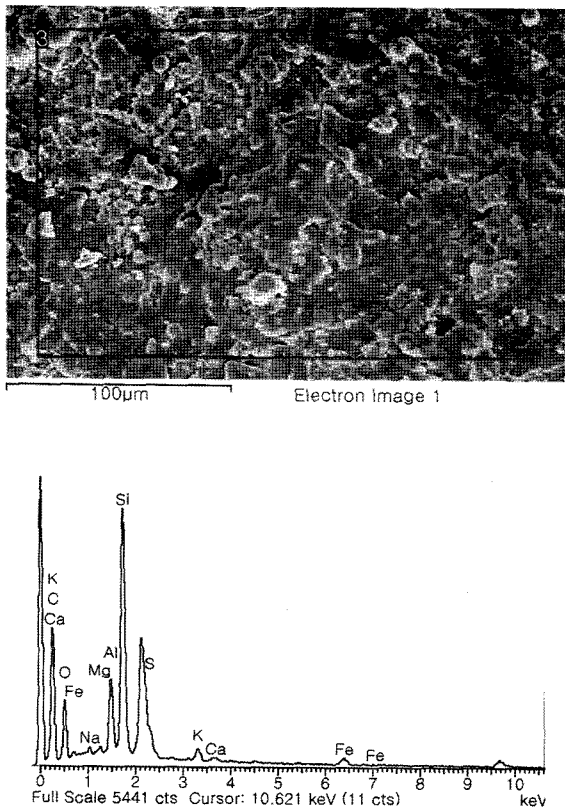 3
100μm
Electron Image 1
Si
K
C
Ca
O
Fe
Na
Mg
Al
S
K
Ca
Fe
Fe
0 1 2 3 4 5 6 7 8 9 10
Full Scale 5441 cts Cursor: 10.621 keV (11 cts)
keV